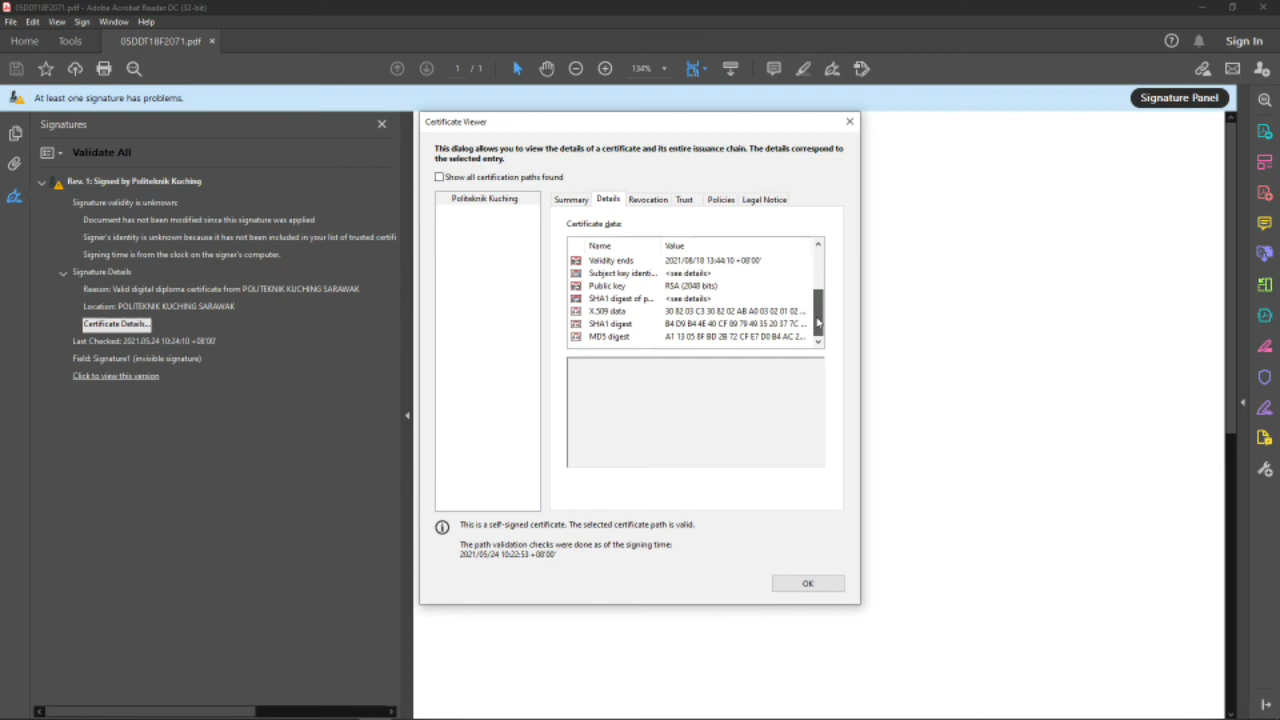 05DDT18F2071.pdf - Adobe Acrobat Reader DC (32-bit)
File Edit View Sign Window Help
Home Tools 05DDT18F2071.pdf × Sign In
1 / 1 134%
At least one signature has problems. Signature Panel
Signatures
Validate All
Rev. 1: Signed by Politeknik Kuching
Signature validity is unknown:
Document has not been modified since this signature was applied
Signer's identity is unknown because it has not been included in your list of trusted certifi
Signing time is from the clock on the signer's computer.
Signature Details
Reason: Valid digital diploma certificate from POLITEKNIK KUCHING SARAWAK
Location: POLITEKNIK KUCHING SARAWAK
Certificate Details...
Last Checked: 2021.05.24 10:24:10 +08'00'
Field: Signature1 (invisible signature)
Click to view this version
Certificate Viewer
This dialog allows you to view the details of a certificate and its entire issuance chain. The details correspond to
the selected entry.
Show all certification paths found
Politeknik Kuching
Summary Details Revocation Trust Policies Legal Notice
Certificate data:
Name Value
Validity ends 2021/08/18 13:44:10 +08'00'
Subject key identi... <see details>
Public key RSA (2048 bits)
SHA1 digest of p... <see details>
X.509 data 30 82 03 C3 30 82 02 AB A0 03 02 01 02 ...
SHA1 digest B4 D9 B4 4E 40 CF 89 79 49 35 20 37 7C ...
MD5 digest A1 13 05 8F BD 2B 72 CF E7 D0 B4 AC 2...
This is a self-signed certificate. The selected certificate path is valid.
The path validation checks were done as of the signing time:
2021/05/24 10:22:53 +08'00'
OK